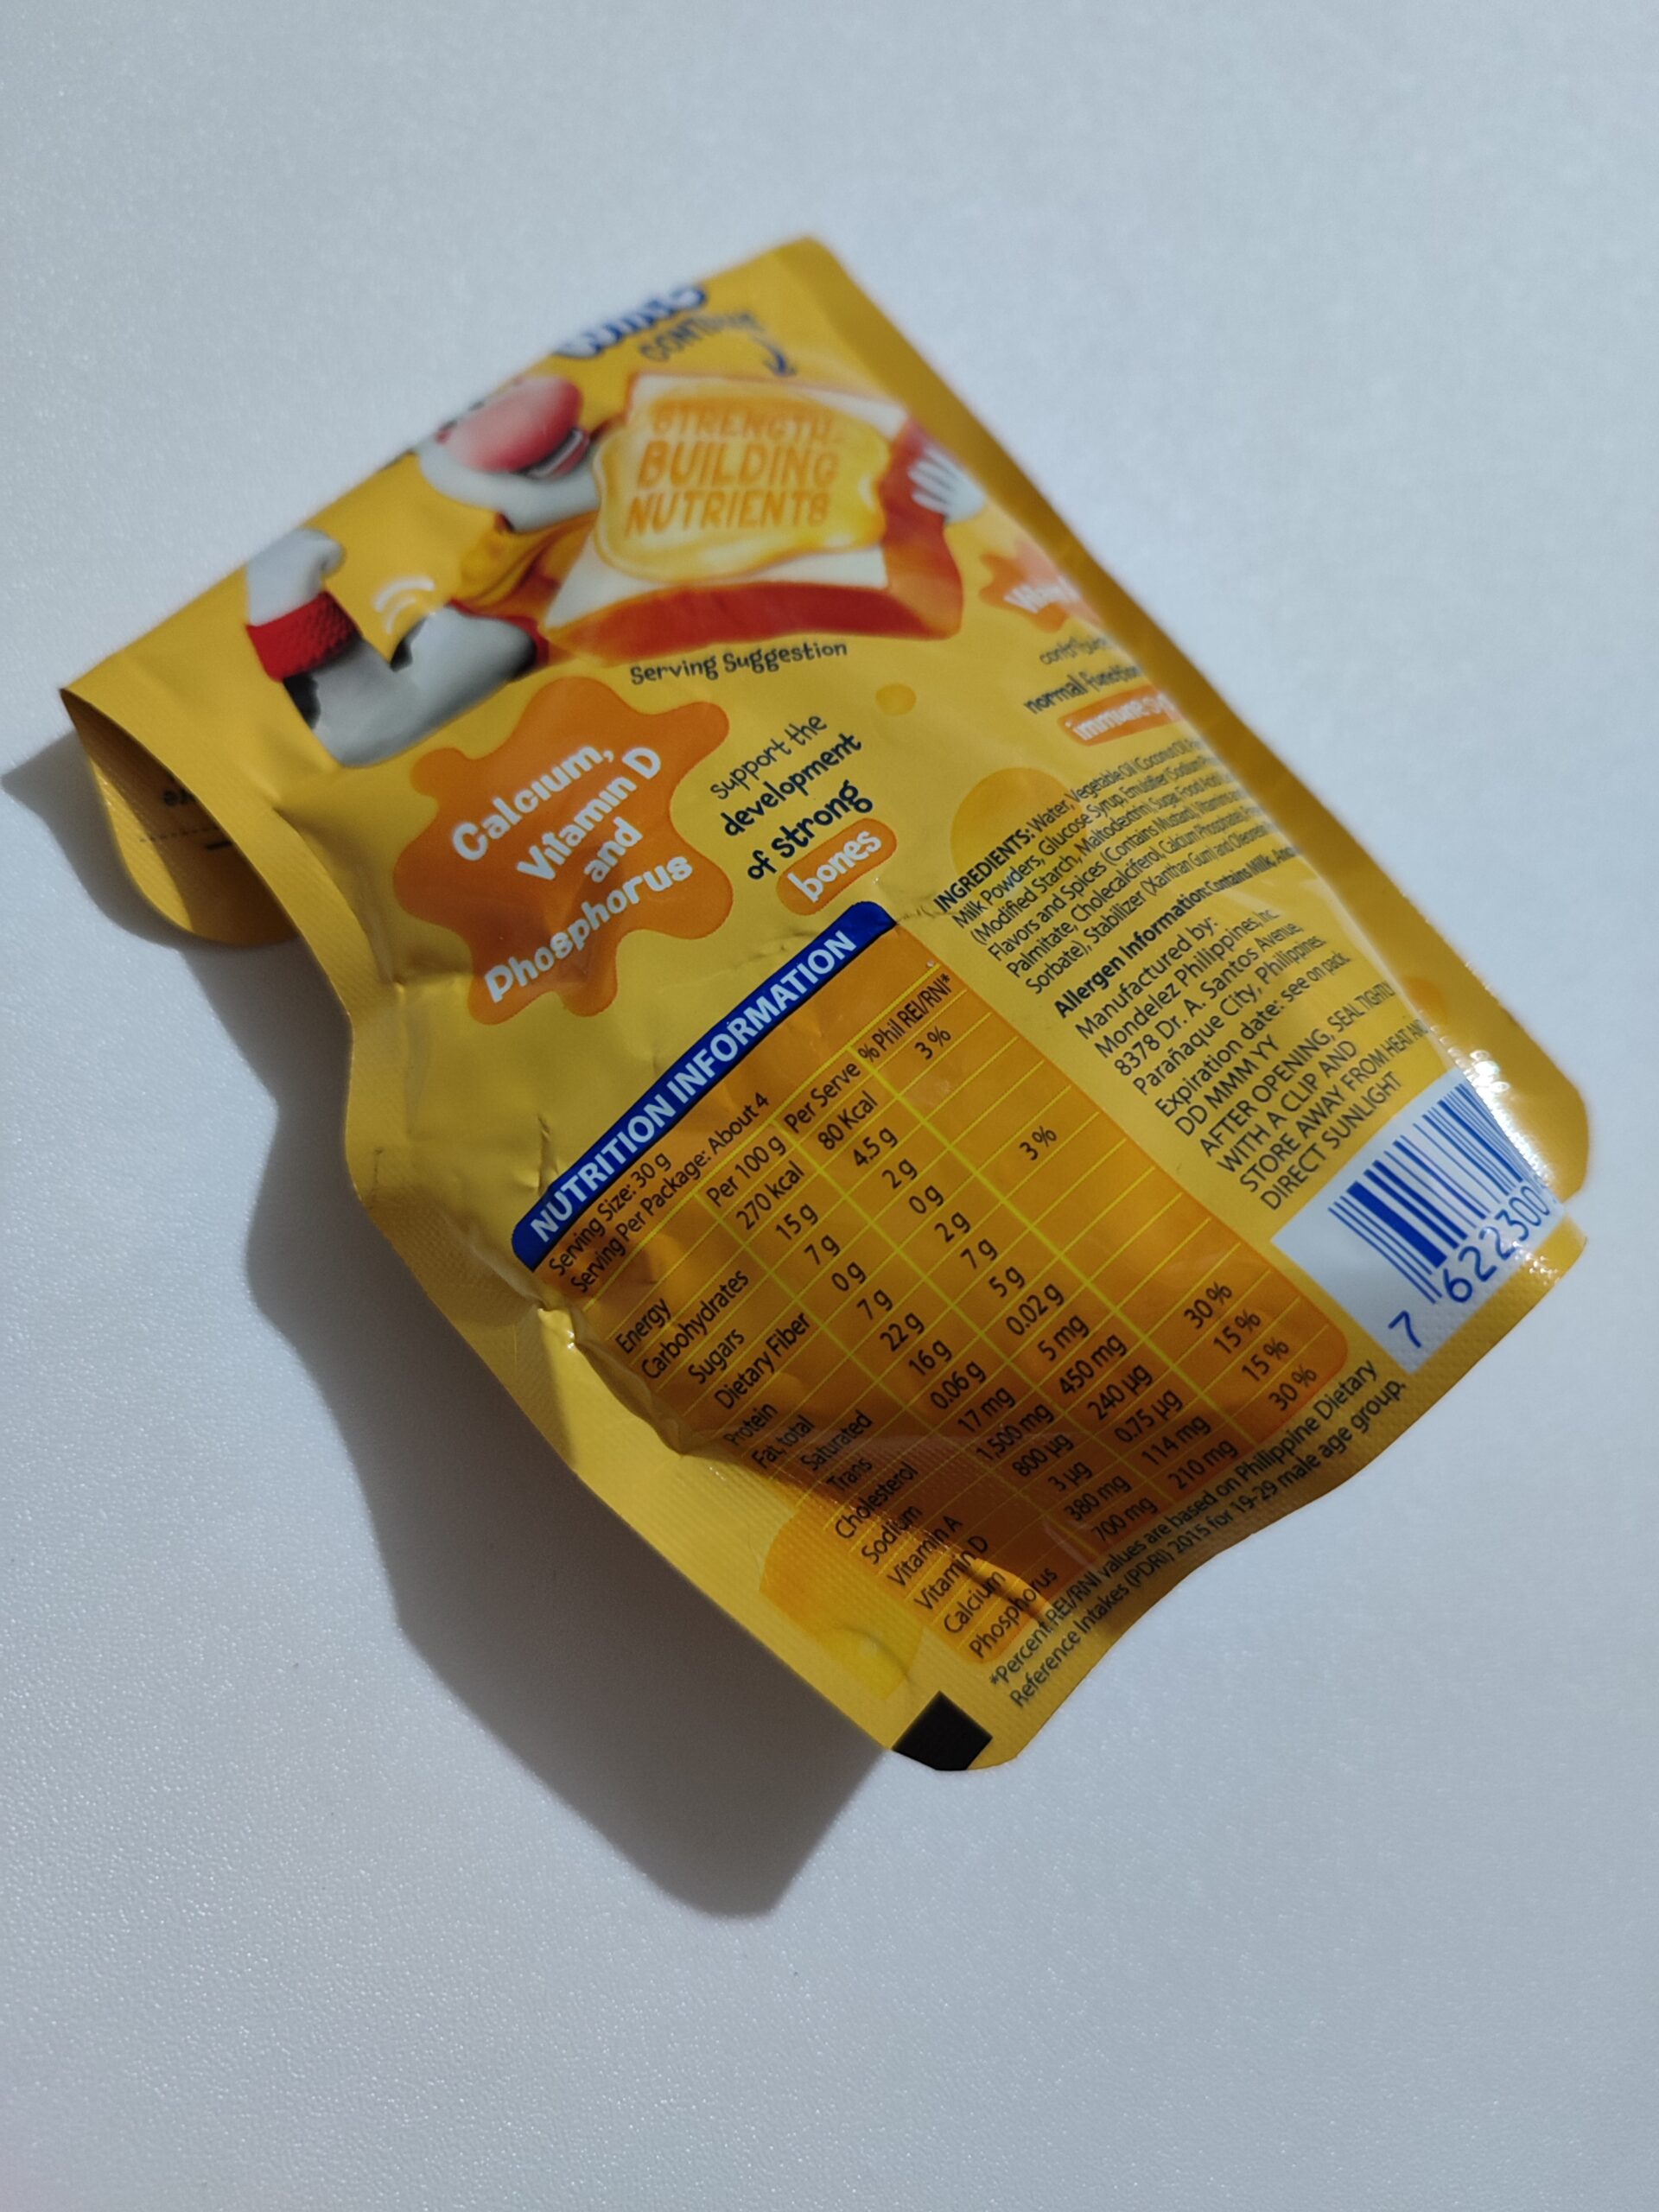 STRENGTH
BUILDING
NUTRIENTS
Serving Suggestion
Calcium,
Vitamin D
and
Phosphorus
support the
development
of strong
bones
normal
immune
NUTRITION INFORMATION
Serving Size: 30 g
Serving Per Package: About 4
Per 100 g Per Serve % Phil REI/RNI*
Energy 270 kcal 80 Kcal 3 %
Carbohydrates 15 g 4.5 g
Sugars 7 g 2 g
Dietary Fiber 0 g 0 g
Protein 7 g 2 g 3 %
Fat, total 22 g 7 g
Saturated 16 g 5 g
Trans 0.06 g 0.02 g
Cholesterol 17 mg 5 mg
Sodium 1,500 mg 450 mg
Vitamin A 800 µg 240 µg 30 %
Vitamin D 3 µg 0.75 µg 15 %
Calcium 380 mg 114 mg 15 %
Phosphorus 700 mg 210 mg 30 %
*Percent REI/RNI values are based on Philippine Dietary
Reference Intakes (PDRI) 2015 for 19-29 male age group.
INGREDIENTS: Water, Vegetable Oil (Coconut Oil,
Milk Powders, Glucose Syrup, Emulsifier (Sodium
(Modified Starch, Maltodextrin), Sugar, Food Acid
Flavors and Spices (Contains Mustard), Vitamin
Palmitate, Cholecalciferol, Calcium Phosphate,
Sorbate), Stabilizer (Xanthan Gum) and
Allergen Information: Contains Milk,
Manufactured by:
Mondelez Philippines, Inc.
8378 Dr. A. Santos Avenue,
Parañaque City, Philippines.
Expiration date: see on pack.
DD MMM YY
AFTER OPENING, SEAL TIGHTLY
WITH A CLIP AND
STORE AWAY FROM HEAT AND
DIRECT SUNLIGHT
7 622300